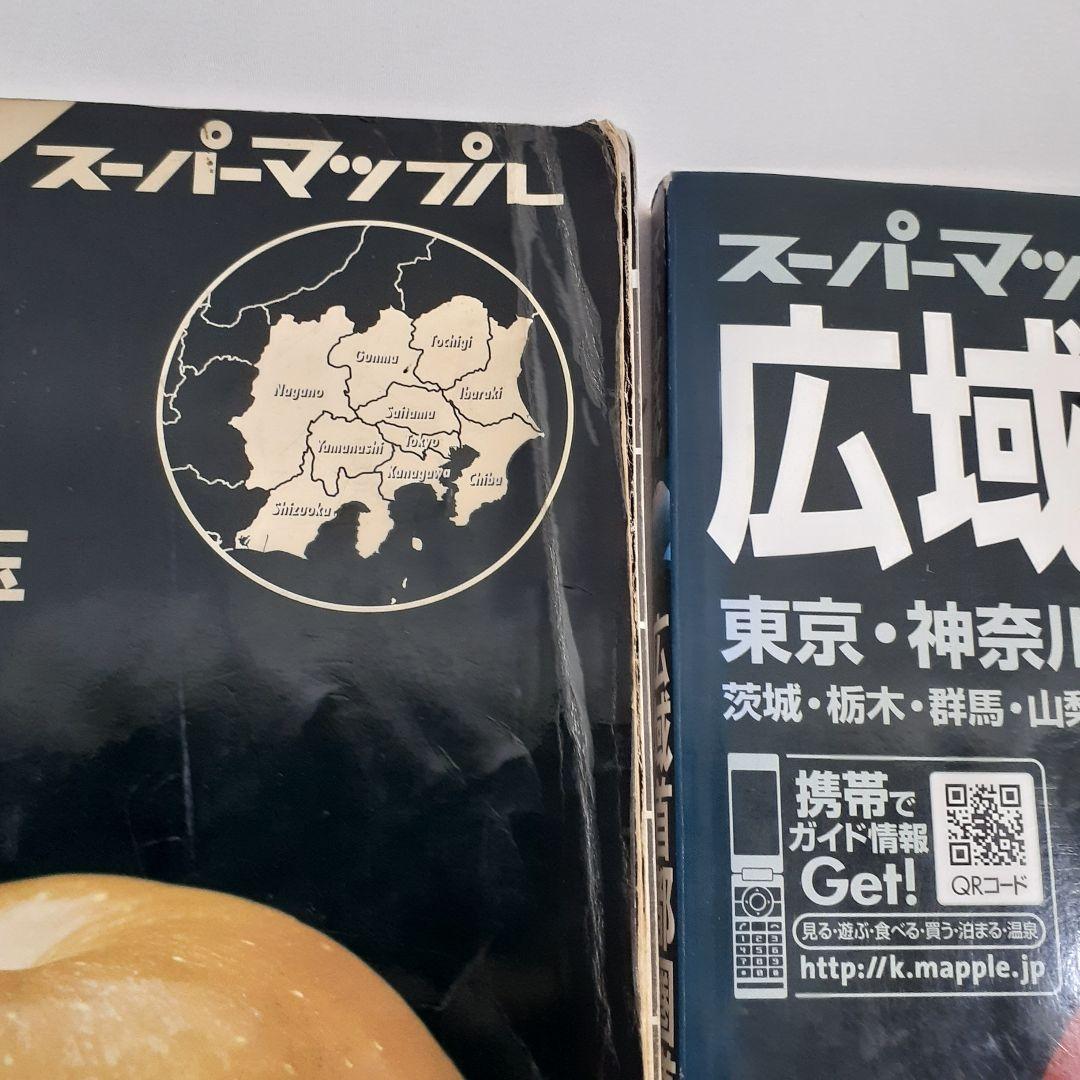 スーパーマップル
Tochigi
Gunma
Nagano
Ibaraki
Saitama
Tokyo
Yamanashi
Kanagawa
Chiba
Shizuoka
玉
スーパーマッ
広域
東京・神奈川
茨城・栃木・群馬・山梨
携帯で
ガイド情報
Get!
QRコード
見る・遊ぶ・食べる・買う・泊まる・温泉
http://k.mapple.jp